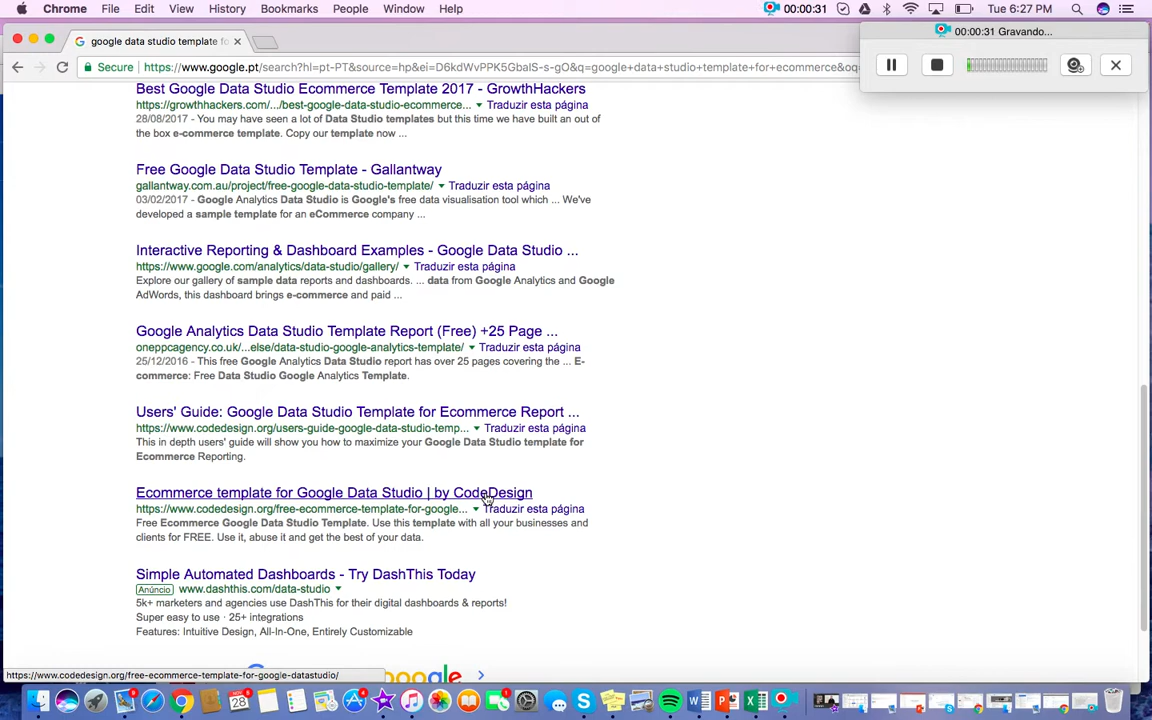 Chrome File Edit View History Bookmarks People Window Help 00:00:31 Tue 6:27 PM
google data studio template fo
00:00:31 Gravando...
Secure https://www.google.pt/search?hl=pt-PT&source=hp&ei=D6kdWvPPK5GbaIS-s-gO&q=google+data+studio+template+for+ecommerce&oq=
Best Google Data Studio Ecommerce Template 2017 - GrowthHackers
https://growthhackers.com/.../best-google-data-studio-ecommerce... Traduzir esta página
28/08/2017 - You may have seen a lot of Data Studio templates but this time we have built an out of
the box e-commerce template. Copy our template now ...
Free Google Data Studio Template - Gallantway
gallantway.com.au/project/free-google-data-studio-template/ Traduzir esta página
03/02/2017 - Google Analytics Data Studio is Google's free data visualisation tool which ... We've
developed a sample template for an eCommerce company ...
Interactive Reporting & Dashboard Examples - Google Data Studio ...
https://www.google.com/analytics/data-studio/gallery/ Traduzir esta página
Explore our gallery of sample data reports and dashboards. ... data from Google Analytics and Google
AdWords, this dashboard brings e-commerce and paid ...
Google Analytics Data Studio Template Report (Free) +25 Page ...
oneppcagency.co.uk/...else/data-studio-google-analytics-template/ Traduzir esta página
25/12/2016 - This free Google Analytics Data Studio report has over 25 pages covering the ... E-
commerce: Free Data Studio Google Analytics Template.
Users' Guide: Google Data Studio Template for Ecommerce Report ...
https://www.codedesign.org/users-guide-google-data-studio-temp... Traduzir esta página
This in depth users' guide will show you how to maximize your Google Data Studio template for
Ecommerce Reporting.
Ecommerce template for Google Data Studio | by CodeDesign
https://www.codedesign.org/free-ecommerce-template-for-google... Traduzir esta página
Free Ecommerce Google Data Studio Template. Use this template with all your businesses and
clients for FREE. Use it, abuse it and get the best of your data.
Simple Automated Dashboards - Try DashThis Today
Anúncio www.dashthis.com/data-studio
5k+ marketers and agencies use DashThis for their digital dashboards & reports!
Super easy to use · 25+ integrations
Features: Intuitive Design, All-In-One, Entirely Customizable
https://www.codedesign.org/free-ecommerce-template-for-google-datastudio/